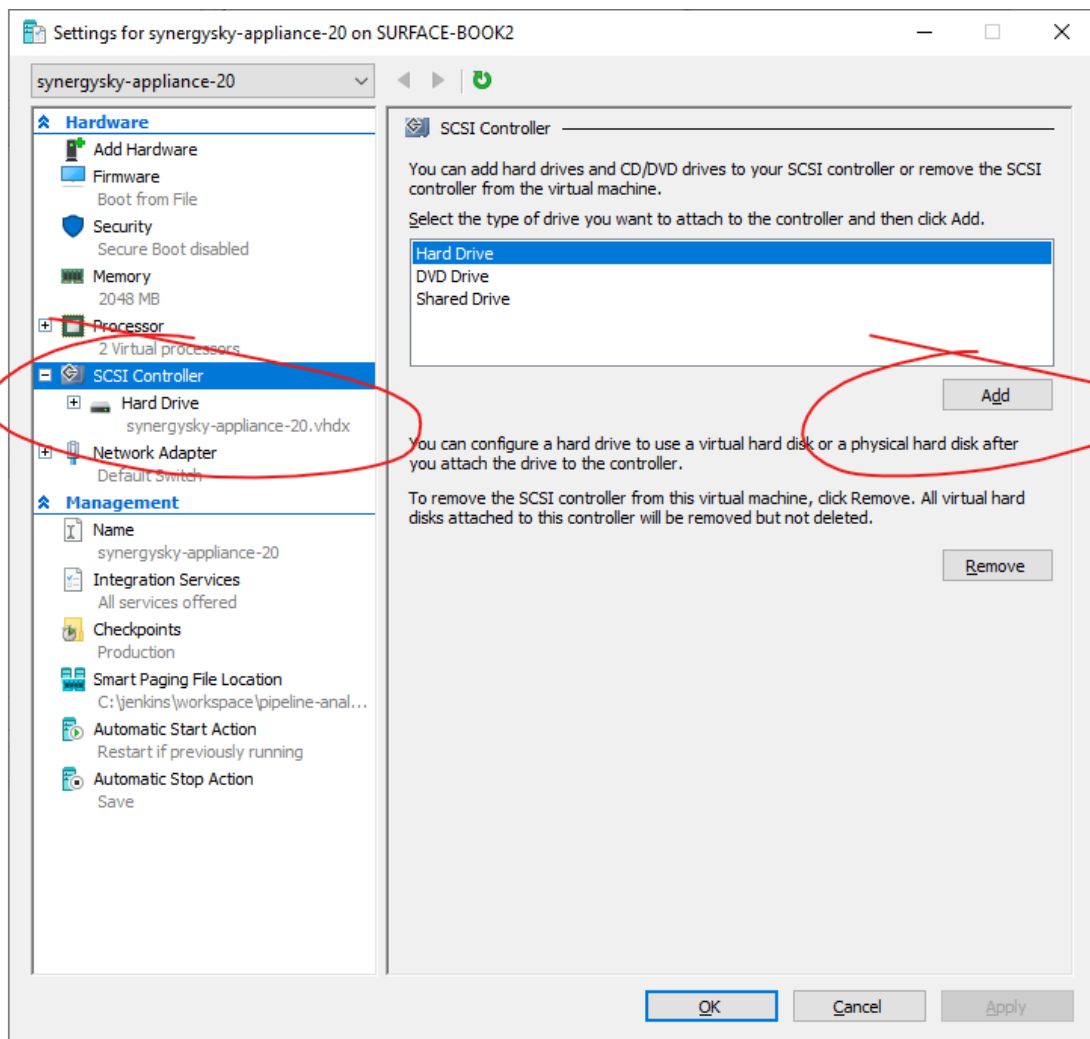 Settings for synergysky-appliance-20 on SURFACE-BOOK2
synergysky-appliance-20
Hardware
Add Hardware
Firmware
Boot from File
Security
Secure Boot disabled
Memory
2048 MB
Processor
2 Virtual processors
SCSI Controller
Hard Drive
synergysky-appliance-20.vhdx
Network Adapter
Default Switch
Management
Name
synergysky-appliance-20
Integration Services
All services offered
Checkpoints
Production
Smart Paging File Location
C:\jenkins\workspace\pipeline-anal...
Automatic Start Action
Restart if previously running
Automatic Stop Action
Save
SCSI Controller
You can add hard drives and CD/DVD drives to your SCSI controller or remove the SCSI
controller from the virtual machine.
Select the type of drive you want to attach to the controller and then click Add.
Hard Drive
DVD Drive
Shared Drive
Add
You can configure a hard drive to use a virtual hard disk or a physical hard disk after
you attach the drive to the controller.
To remove the SCSI controller from this virtual machine, click Remove. All virtual hard
disks attached to this controller will be removed but not deleted.
Remove
OK
Cancel
Apply